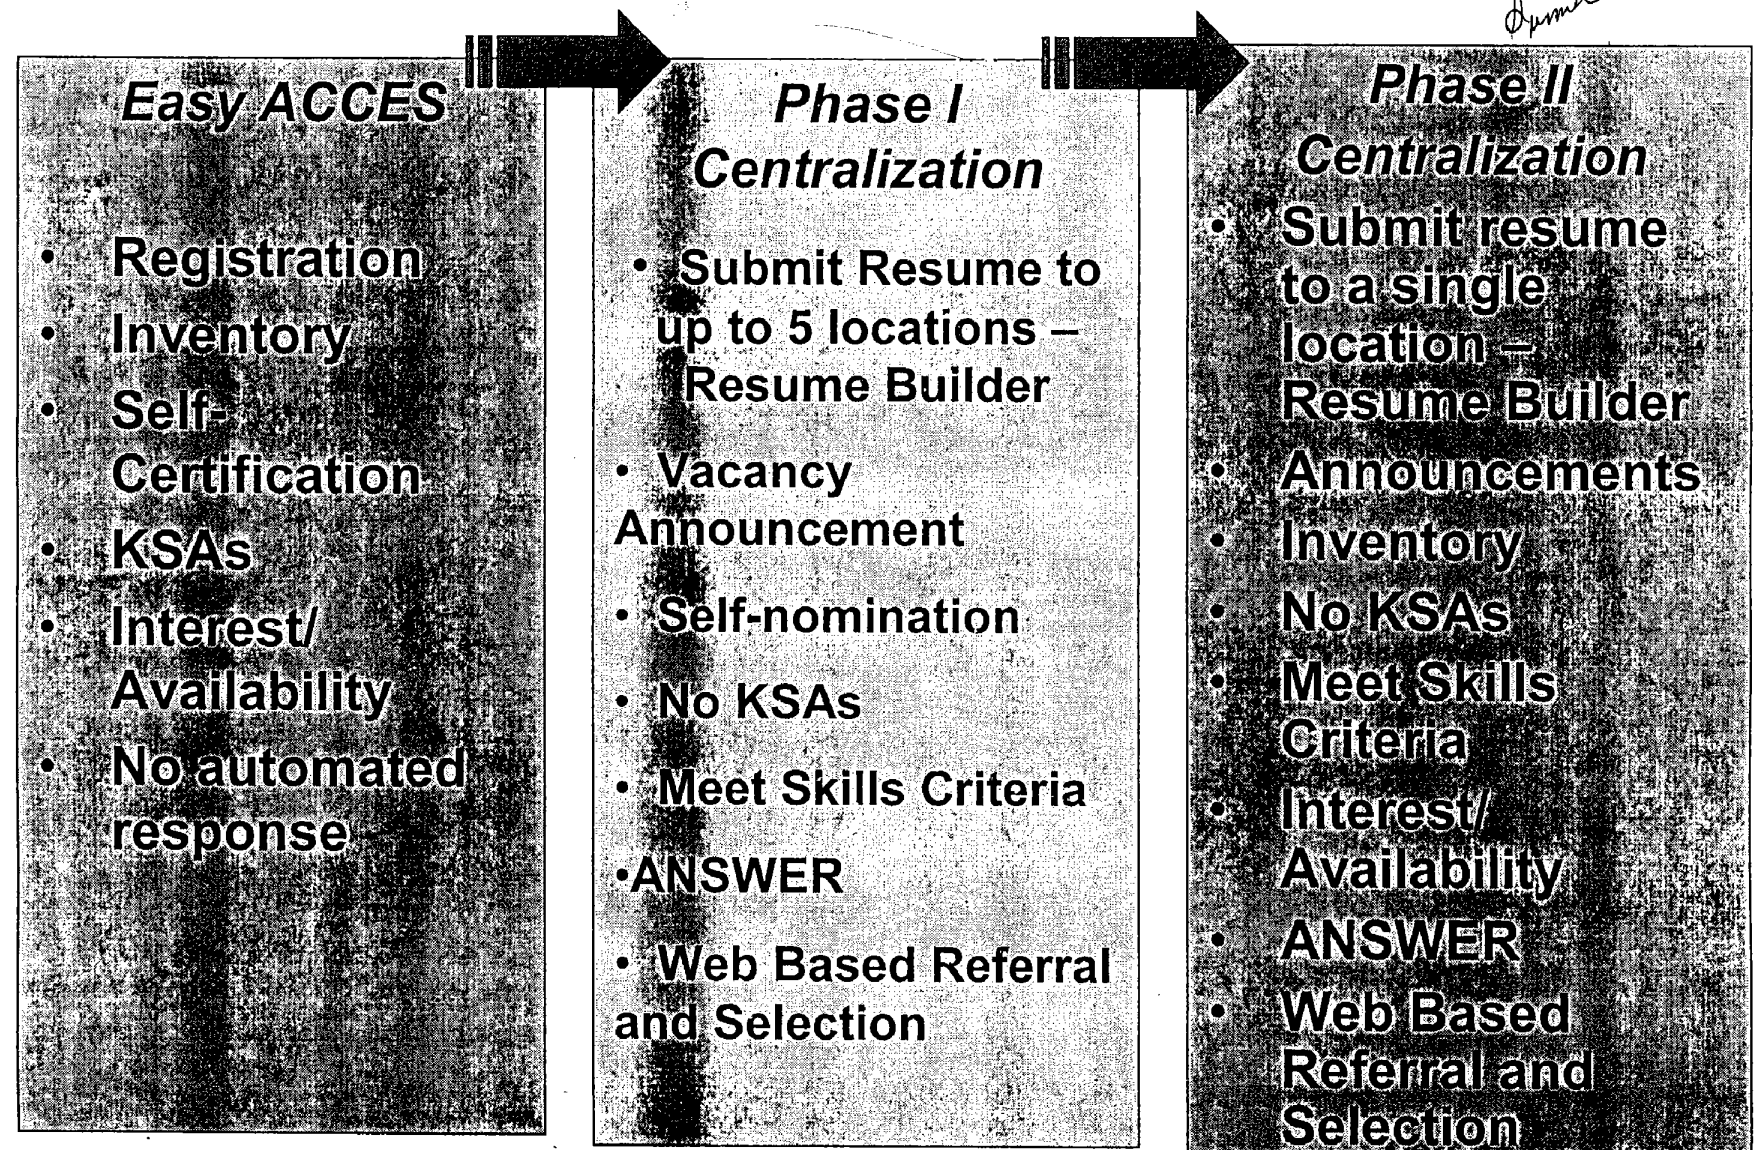 Easy ACCES
• Registration
• Inventory
• Self-
Certification
• KSAs
• Interest/
Availability
• No automated
response
Phase I
Centralization
• Submit Resume to
up to 5 locations –
Resume Builder
• Vacancy
Announcement
• Self-nomination
• No KSAs
• Meet Skills Criteria
•ANSWER
• Web Based Referral
and Selection
Phase II
Centralization
• Submit resume
to a single
location –
Resume Builder
• Announcements
• Inventory
• No KSAs
• Meet Skills
Criteria
• Interest/
Availability
• ANSWER
• Web Based
Referral and
Selection